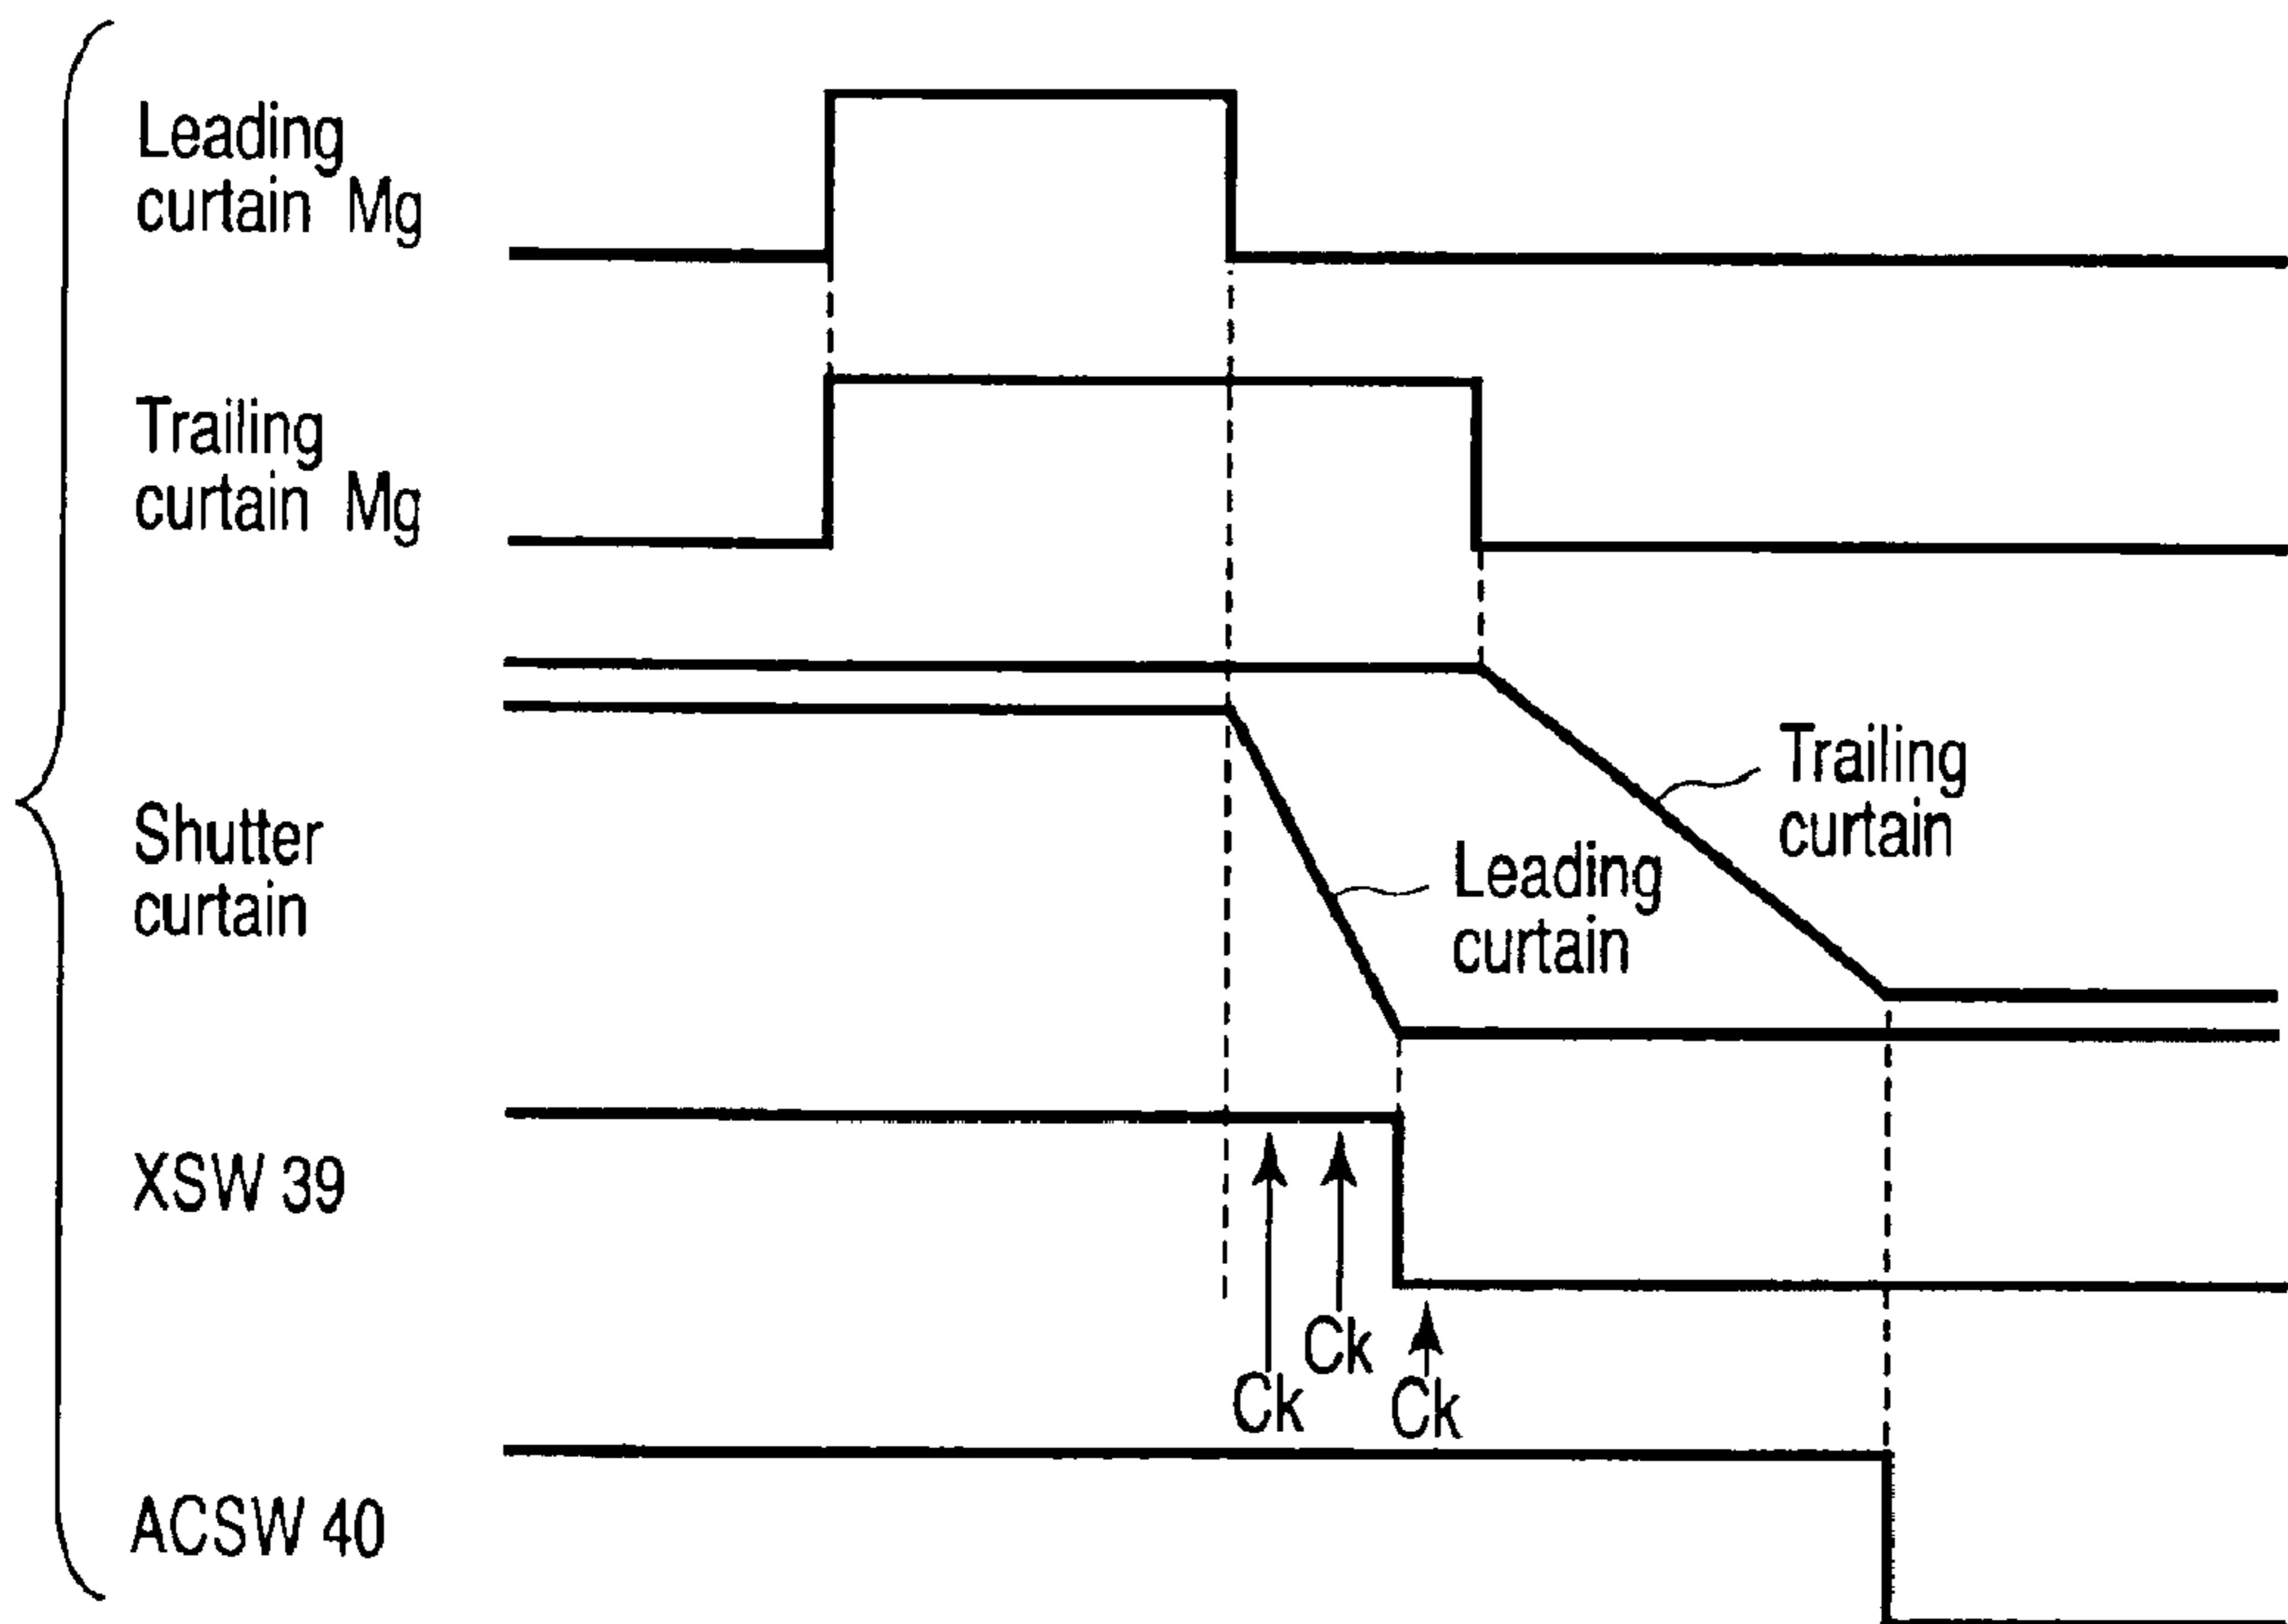 Leading
curtain Mg
Trailing
curtain Mg
Trailing
curtain
Shutter
curtain
Leading
curtain
XSW 39
Ck
Ck
Ck
ACSW 40